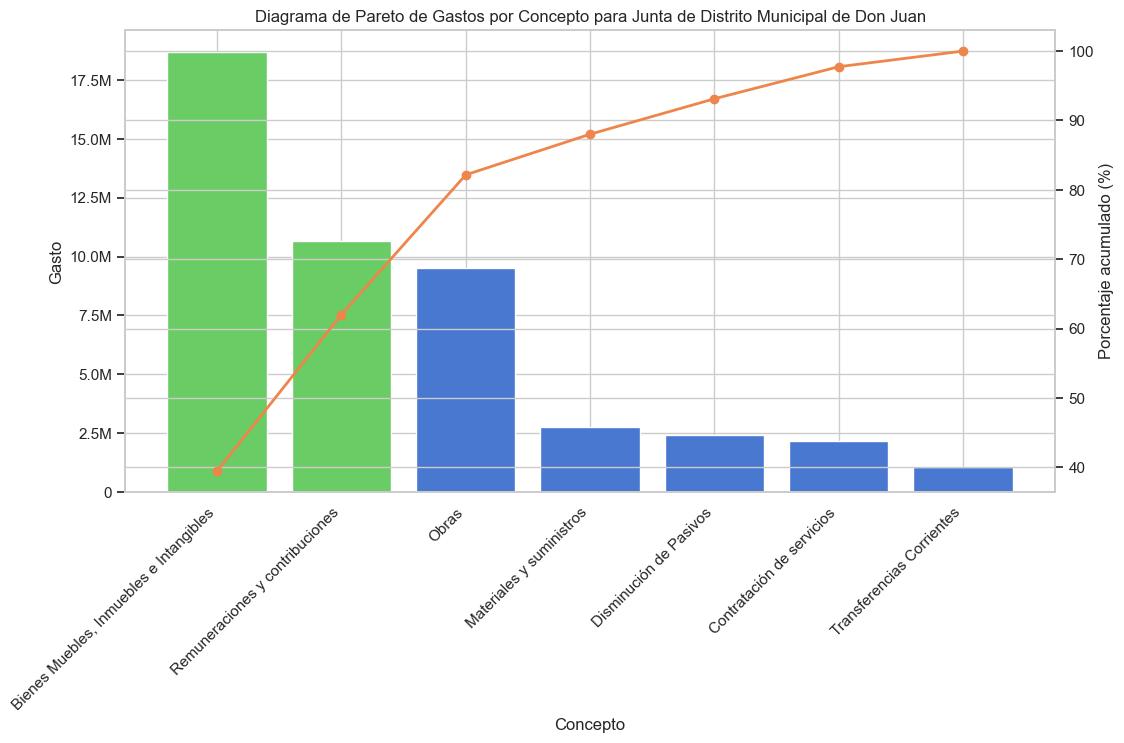 Diagrama de Pareto de Gastos por Concepto para Junta de Distrito Municipal de Don Juan
Gasto
17.5M
15.0M
12.5M
10.0M
7.5M
5.0M
2.5M
0
100
90
80
70
60
50
40
Porcentaje acumulado (%)
Bienes Muebles, Inmuebles e Intangibles
Remuneraciones y contribuciones
Obras
Materiales y suministros
Disminución de Pasivos
Contratación de servicios
Transferencias Corrientes
Concepto